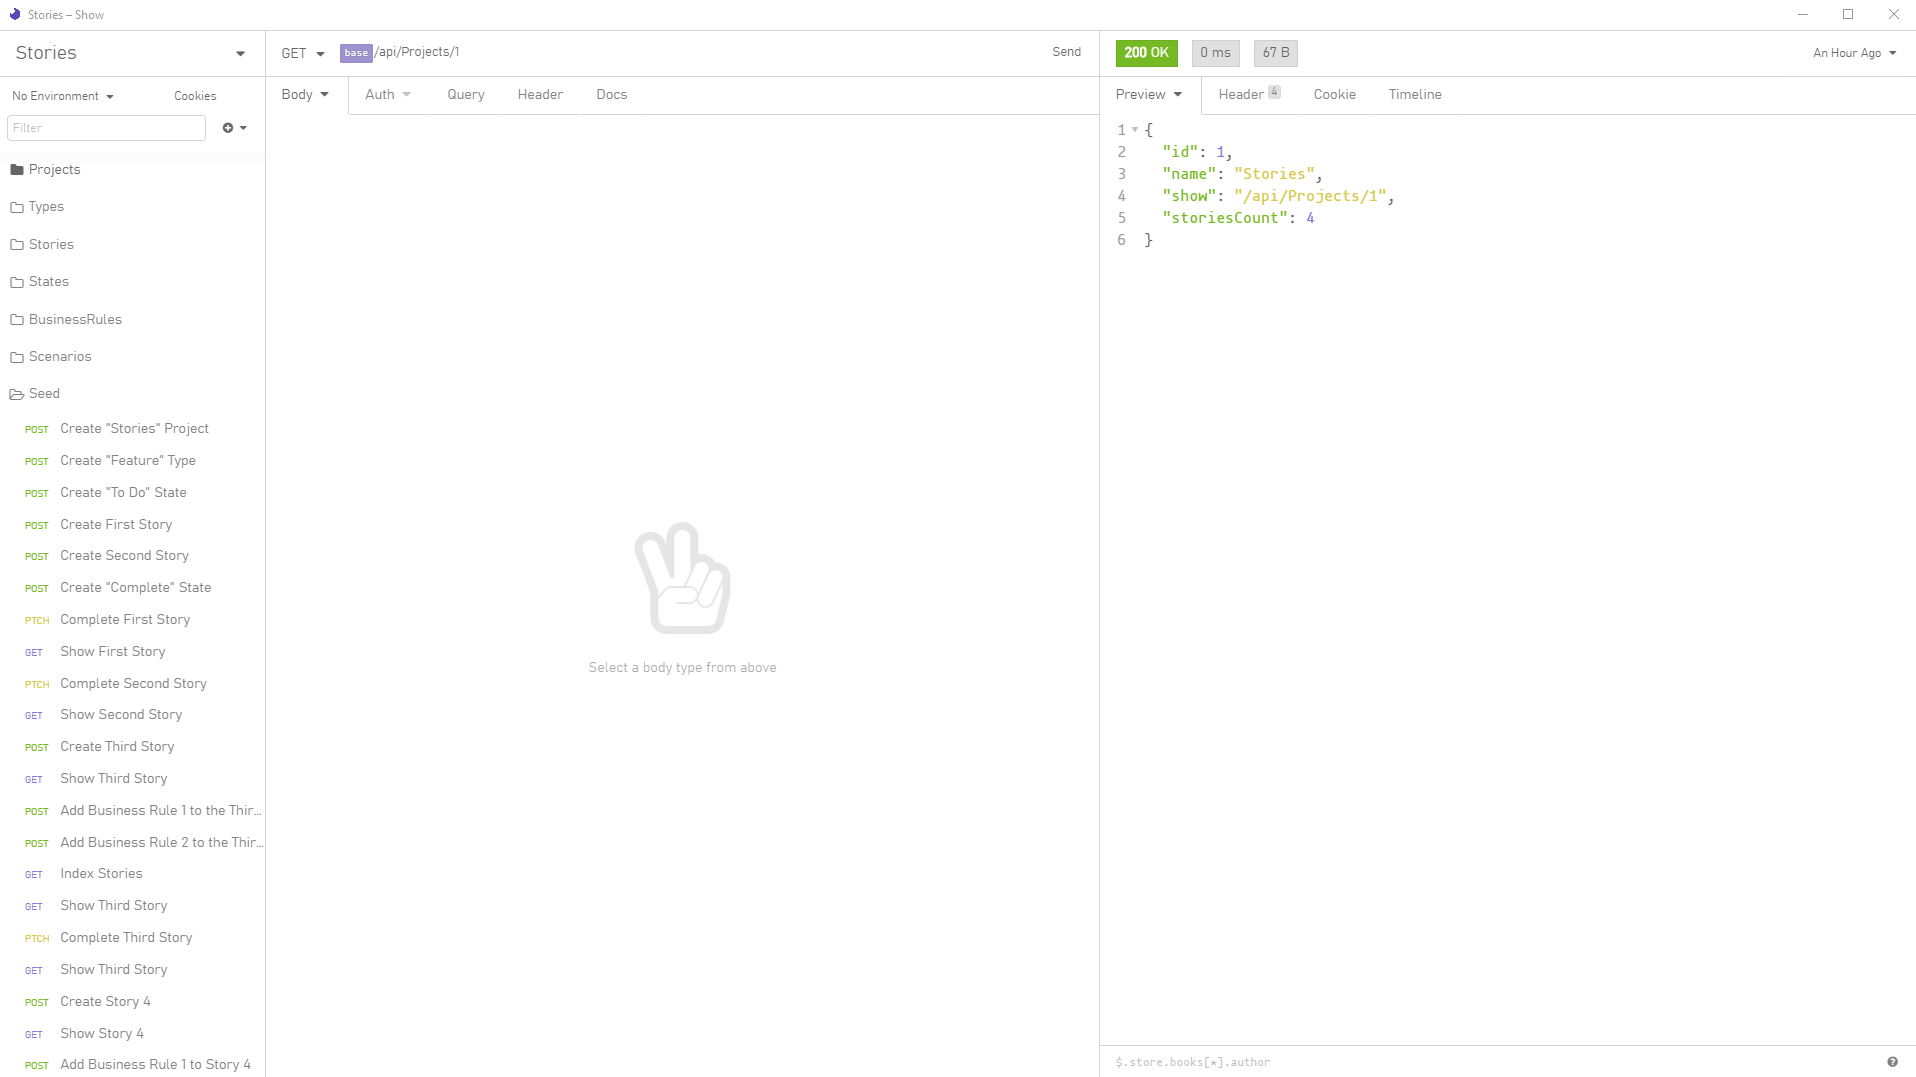 Stories – Show
Stories
No Environment
Cookies
Filter
Projects
Types
Stories
States
BusinessRules
Scenarios
Seed
POST Create "Stories" Project
POST Create "Feature" Type
POST Create "To Do" State
POST Create First Story
POST Create Second Story
POST Create "Complete" State
PTCH Complete First Story
GET Show First Story
PTCH Complete Second Story
GET Show Second Story
POST Create Third Story
GET Show Third Story
POST Add Business Rule 1 to the Thir...
POST Add Business Rule 2 to the Thir...
GET Index Stories
GET Show Third Story
PTCH Complete Third Story
GET Show Third Story
POST Create Story 4
GET Show Story 4
POST Add Business Rule 1 to Story 4
GET base /api/Projects/1 Send
Body Auth Query Header Docs
Select a body type from above
200 OK 0 ms 67 B An Hour Ago
Preview Header 4 Cookie Timeline
1 {
2 "id": 1,
3 "name": "Stories",
4 "show": "/api/Projects/1",
5 "storiesCount": 4
6 }
$.store.books[*].author